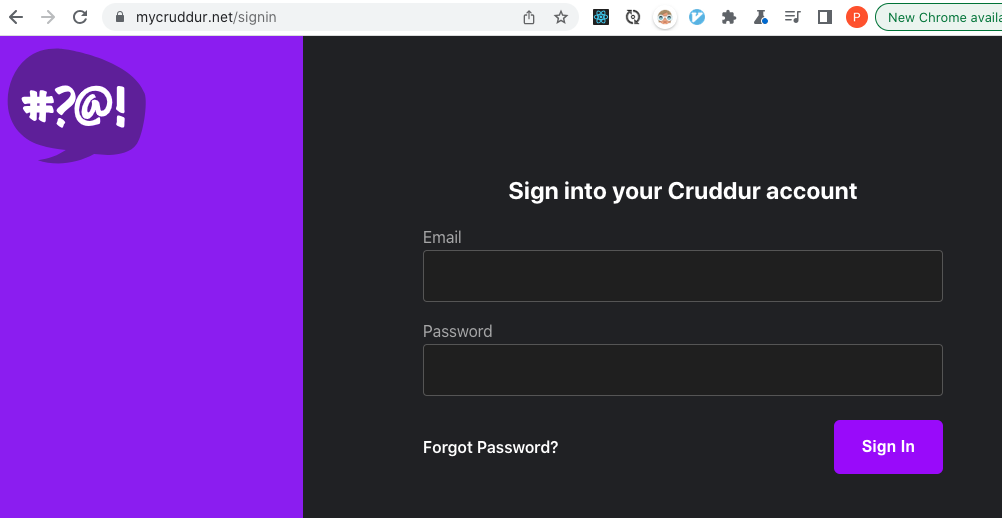 mycruddur.net/signin
P
New Chrome availa
#?@!
Sign into your Cruddur account
Email
Password
Forgot Password?
Sign In